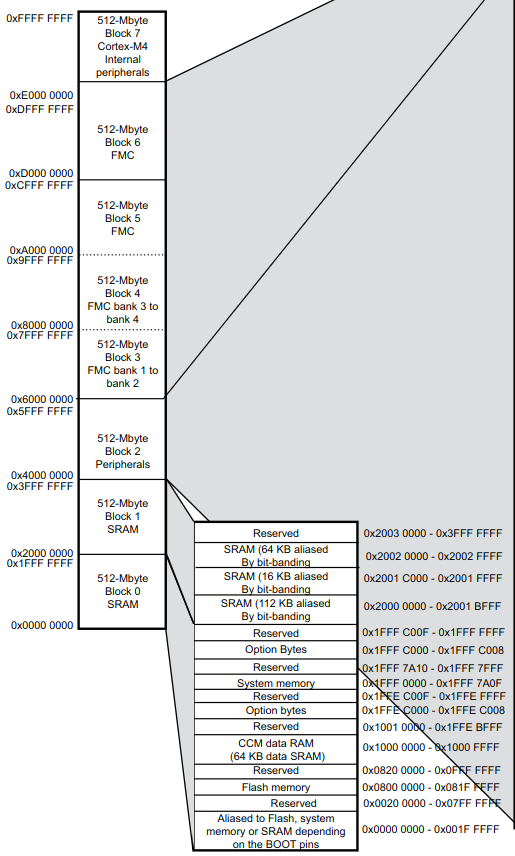 0xFFFF FFFF
512-Mbyte
Block 7
Cortex-M4
Internal
peripherals
0xE000 0000
0xDFFF FFFF
512-Mbyte
Block 6
FMC
0xD000 0000
0xCFFF FFFF
512-Mbyte
Block 5
FMC
0xA000 0000
0x9FFF FFFF
512-Mbyte
Block 4
FMC bank 3 to
bank 4
0x8000 0000
0x7FFF FFFF
512-Mbyte
Block 3
FMC bank 1 to
bank 2
0x6000 0000
0x5FFF FFFF
512-Mbyte
Block 2
Peripherals
0x4000 0000
0x3FFF FFFF
512-Mbyte
Block 1
SRAM
0x2000 0000
0x1FFF FFFF
512-Mbyte
Block 0
SRAM
0x0000 0000
Reserved 0x2003 0000 - 0x3FFF FFFF
SRAM (64 KB aliased
By bit-banding 0x2002 0000 - 0x2002 FFFF
SRAM (16 KB aliased
By bit-banding 0x2001 C000 - 0x2001 FFFF
SRAM (112 KB aliased
By bit-banding 0x2000 0000 - 0x2001 BFFF
Reserved 0x1FFF C00F - 0x1FFF FFFF
Option Bytes 0x1FFF C000 - 0x1FFF C008
Reserved 0x1FFF 7A10 - 0x1FFF 7FFF
System memory 0x1FFF 0000 - 0x1FFF 7A0F
Reserved 0x1FFE C00F - 0x1FFE FFFF
Option bytes 0x1FFE C000 - 0x1FFE C008
Reserved 0x1001 0000 - 0x1FFE BFFF
CCM data RAM
(64 KB data SRAM) 0x1000 0000 - 0x1000 FFFF
Reserved 0x0820 0000 - 0x0FFF FFFF
Flash memory 0x0800 0000 - 0x081F FFFF
Reserved 0x0020 0000 - 0x07FF FFFF
Aliased to Flash, system
memory or SRAM depending
on the BOOT pins 0x0000 0000 - 0x001F FFFF